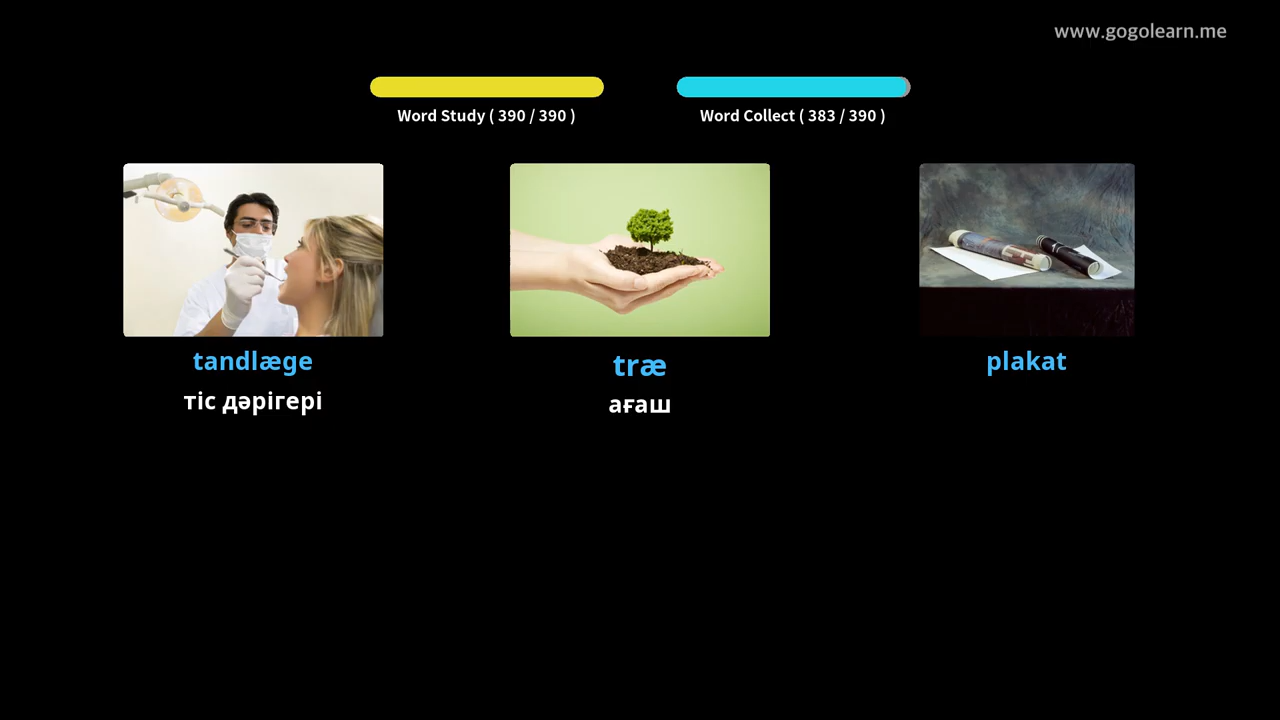 www.gogolearn.me
Word Study ( 390 / 390 )
Word Collect ( 383 / 390 )
tandlæge
træ
plakat
тіс дәрігері
ағаш